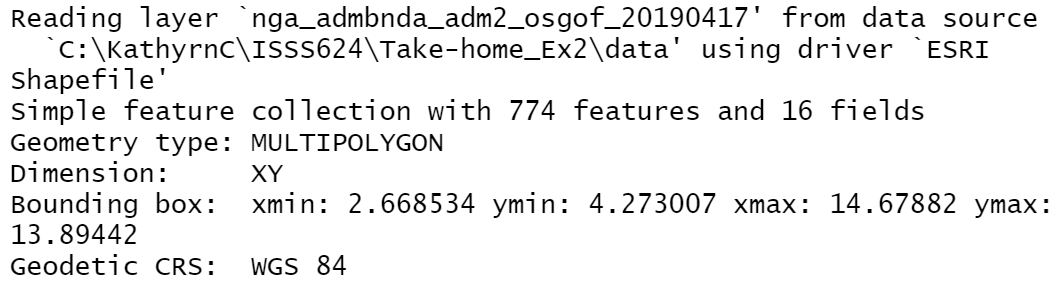 Reading layer `nga_admbnda_adm2_osgof_20190417' from data source
`C:\KathyrnC\ISSS624\Take-home_Ex2\data' using driver `ESRI
Shapefile'
Simple feature collection with 774 features and 16 fields
Geometry type: MULTIPOLYGON
Dimension:     XY
Bounding box:  xmin: 2.668534 ymin: 4.273007 xmax: 14.67882 ymax:
13.89442
Geodetic CRS:  WGS 84